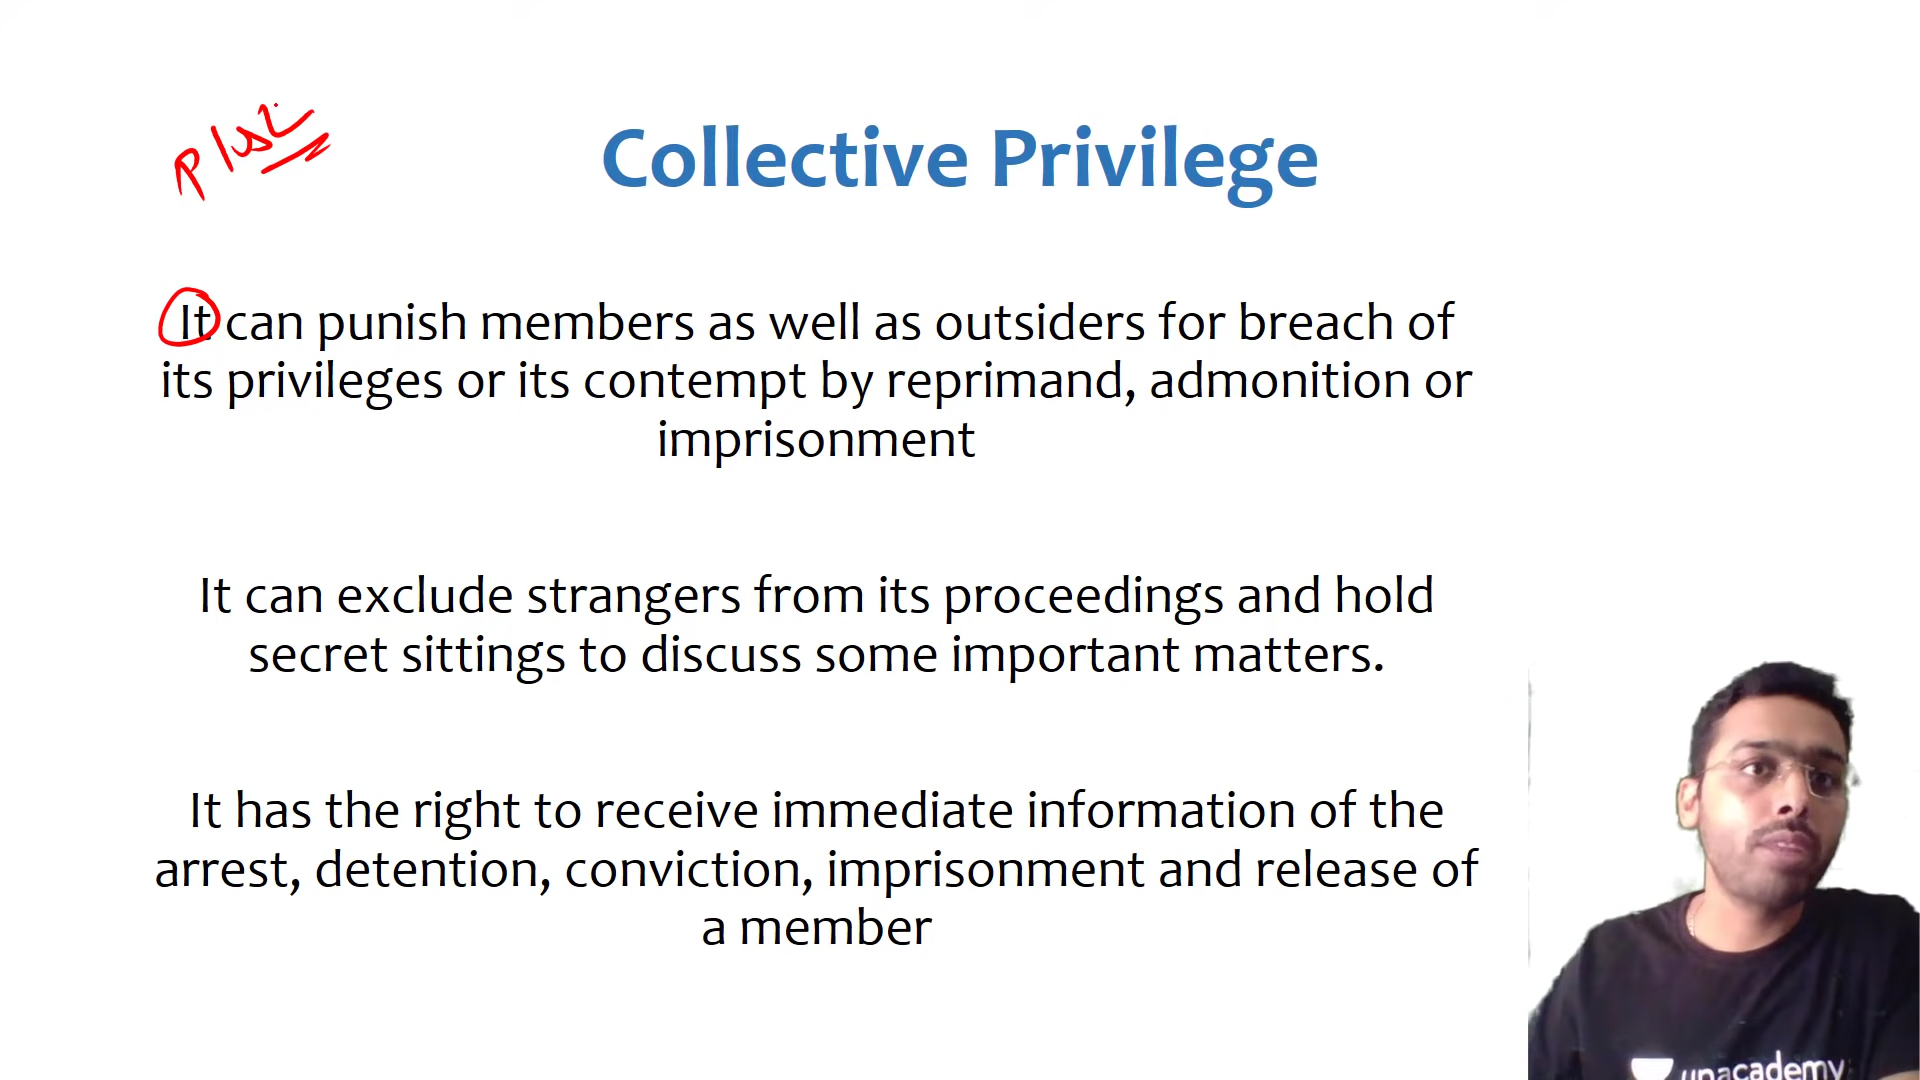 Collective Privilege
It can punish members as well as outsiders for breach of
its privileges or its contempt by reprimand, admonition or
imprisonment
It can exclude strangers from its proceedings and hold
secret sittings to discuss some important matters.
It has the right to receive immediate information of the
arrest, detention, conviction, imprisonment and release of
a member
unacademy